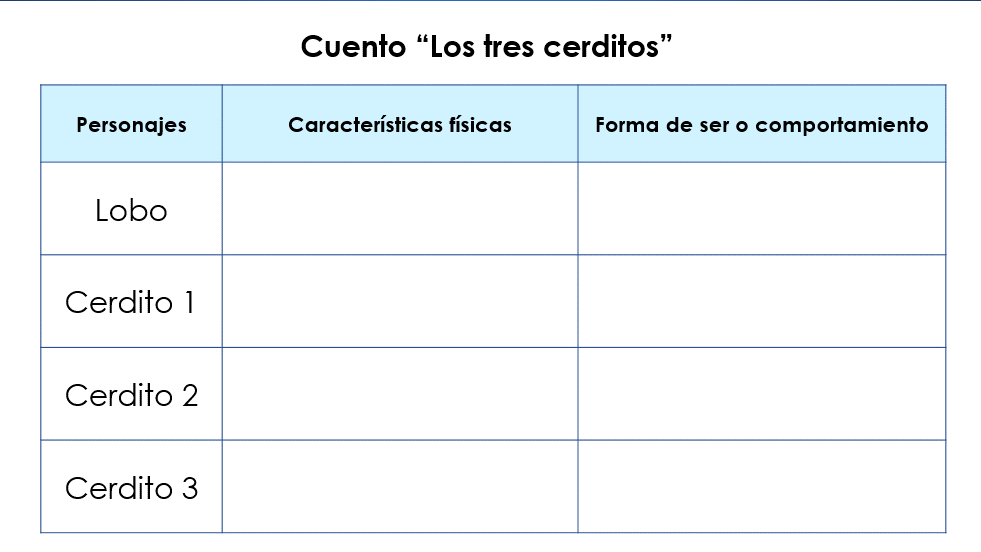 Cuento “Los tres cerditos”
Personajes
Características físicas
Forma de ser o comportamiento
Lobo
Cerdito 1
Cerdito 2
Cerdito 3